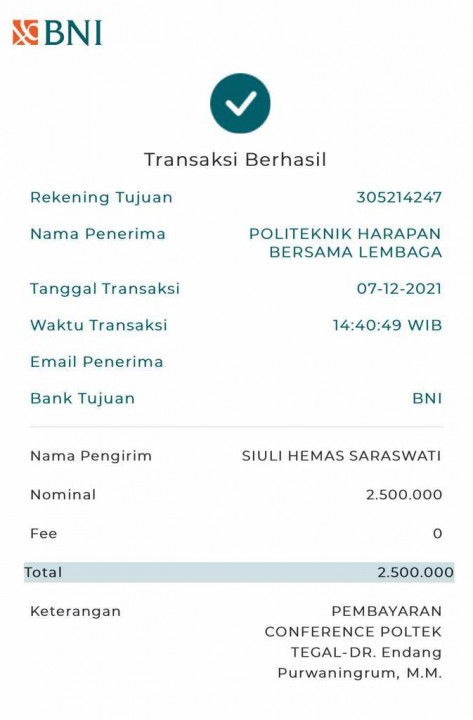 BNI
Transaksi Berhasil
Rekening Tujuan 305214247
Nama Penerima POLITEKNIK HARAPAN
BERSAMA LEMBAGA
Tanggal Transaksi 07-12-2021
Waktu Transaksi 14:40:49 WIB
Email Penerima
Bank Tujuan BNI
Nama Pengirim SIULI HEMAS SARASWATI
Nominal 2.500.000
Fee 0
Total 2.500.000
Keterangan PEMBAYARAN
CONFERENCE POLTEK
TEGAL-DR. Endang
Purwaningrum, M.M.